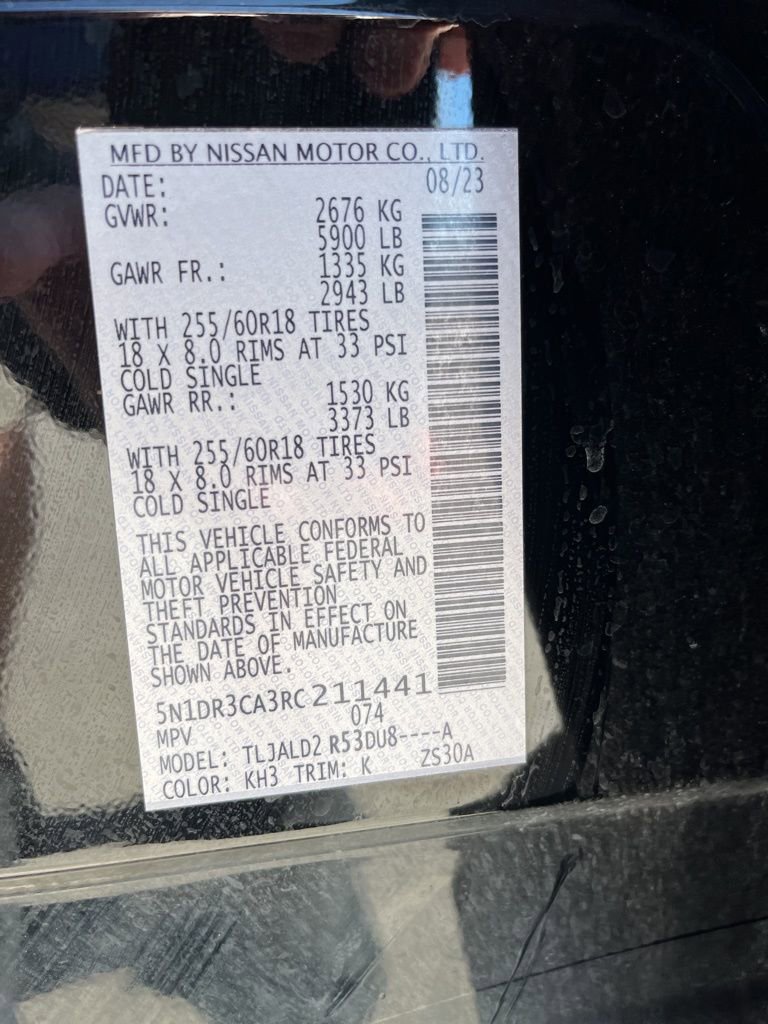 MFD BY NISSAN MOTOR CO., LTD.
DATE: 08/23
GVWR: 2676 KG
5900 LB
GAWR FR.: 1335 KG
2943 LB
WITH 255/60R18 TIRES
18 X 8.0 RIMS AT 33 PSI
COLD SINGLE
GAWR RR.: 1530 KG
3373 LB
WITH 255/60R18 TIRES
18 X 8.0 RIMS AT 33 PSI
COLD SINGLE
THIS VEHICLE CONFORMS TO
ALL APPLICABLE FEDERAL
MOTOR VEHICLE SAFETY AND
THEFT PREVENTION
STANDARDS IN EFFECT ON
THE DATE OF MANUFACTURE
SHOWN ABOVE.
5N1DR3CA3RC211441
MPV 074
MODEL: TLJALD2 R53DU8----A
COLOR: KH3 TRIM: K ZS30A